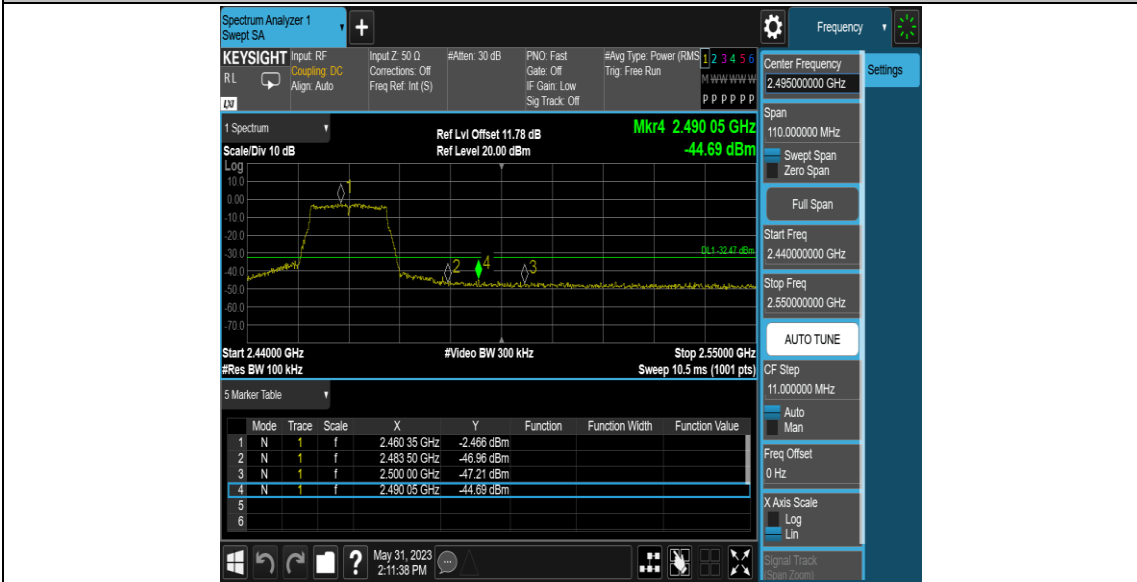 Spectrum Analyzer 1
Swept SA
+
Frequency
KEYSIGHT
RL
LXI
Input: RF
Coupling: DC
Align: Auto
Input Z: 50 Ω
Corrections: Off
Freq Ref: Int (S)
#Atten: 30 dB
PNO: Fast
Gate: Off
IF Gain: Low
Sig Track: Off
#Avg Type: Power (RMS
Trig: Free Run
1 2 3 4 5 6
M W W W W W
P P P P P P
1 Spectrum
Scale/Div 10 dB
Ref Lvl Offset 11.78 dB
Ref Level 20.00 dBm
Mkr4 2.490 05 GHz
-44.69 dBm
Log
10.0
0.00
-10.0
-20.0
-30.0
-40.0
-50.0
-60.0
-70.0
1
2
4
3
DL1 -32.47 dBm
Start 2.44000 GHz
#Video BW 300 kHz
Stop 2.55000 GHz
#Res BW 100 kHz
Sweep 10.5 ms (1001 pts)
5 Marker Table
Mode Trace Scale X Y Function Function Width Function Value
1 N 1 f 2.460 35 GHz -2.466 dBm
2 N 1 f 2.483 50 GHz -46.96 dBm
3 N 1 f 2.500 00 GHz -47.21 dBm
4 N 1 f 2.490 05 GHz -44.69 dBm
5
6
?
May 31, 2023
2:11:38 PM
Center Frequency
2.495000000 GHz
Settings
Span
110.000000 MHz
Swept Span
Zero Span
Full Span
Start Freq
2.440000000 GHz
Stop Freq
2.550000000 GHz
AUTO TUNE
CF Step
11.000000 MHz
Auto
Man
Freq Offset
0 Hz
X Axis Scale
Log
Lin
Signal Track
(Span Zoom)